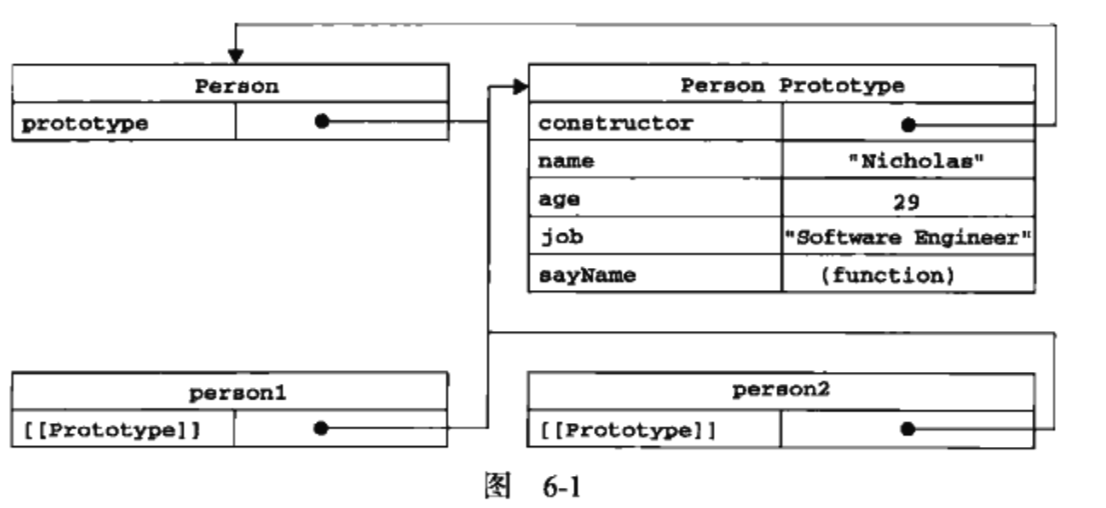 Person
prototype
Person Prototype
constructor
name "Nicholas"
age 29
job "Software Engineer"
sayName (function)
person1
[[Prototype]]
person2
[[Prototype]]
图 6-1